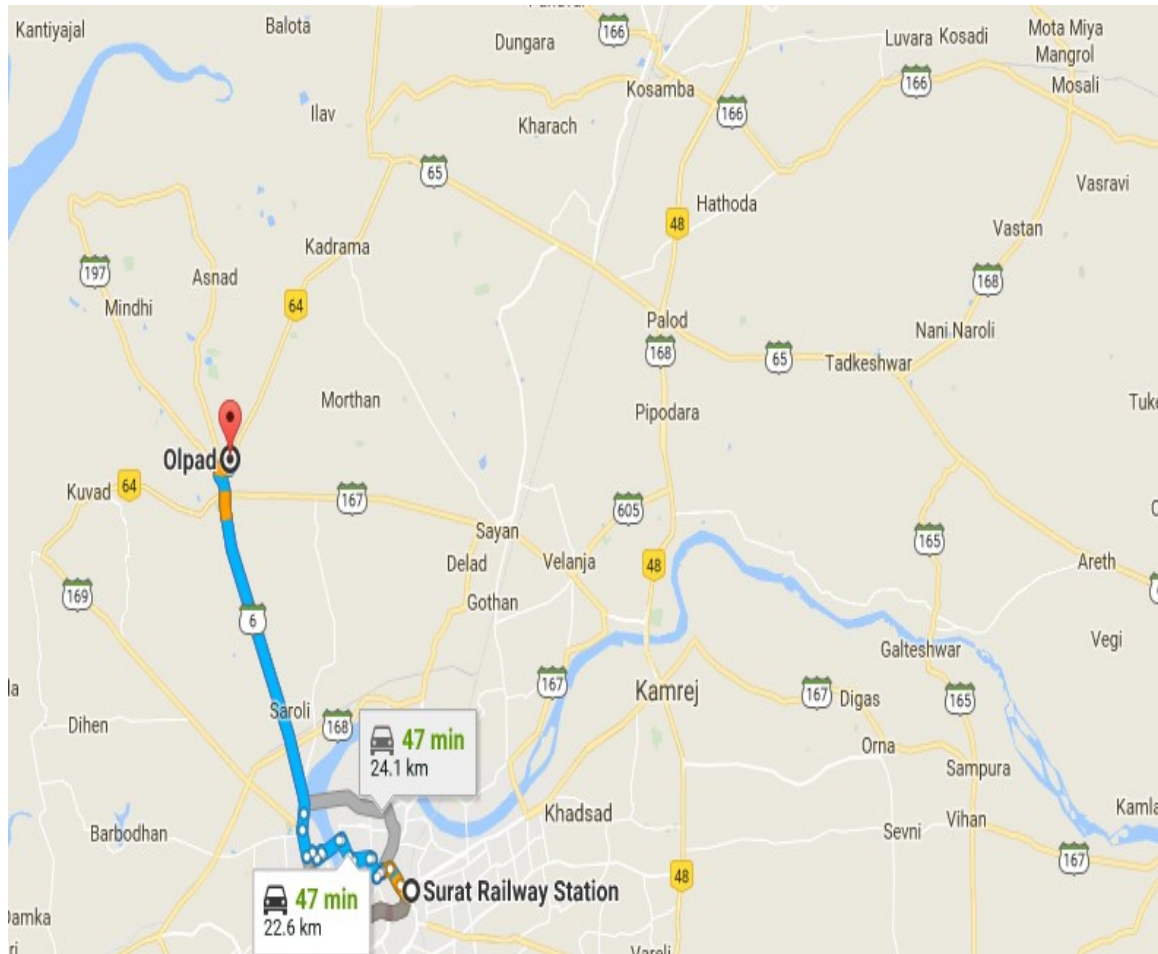 Kantiyajal
Balota
166
Dungara
Luvara Kosadi
Mota Miya
Mangrol
Kosamba
166
Mosali
Ilav
Kharach
166
65
Vasravi
Hathoda
48
Vastan
Kadrama
197
Asnad
168
Mindhi
64
Palod
Nani Naroli
168
65
Tadkeshwar
Morthan
Pipodara
Olpad
Kuvad
64
167
605
Sayan
165
Delad
Velanja
48
Areth
169
Gothan
6
Vegi
Galteshwar
167
Kamrej
167
Digas
165
Saroli
Dihen
168
47 min
24.1 km
Orna
Sampura
Barbodhan
Khadsad
Sevni
Vihan
167
48
Surat Railway Station
47 min
22.6 km